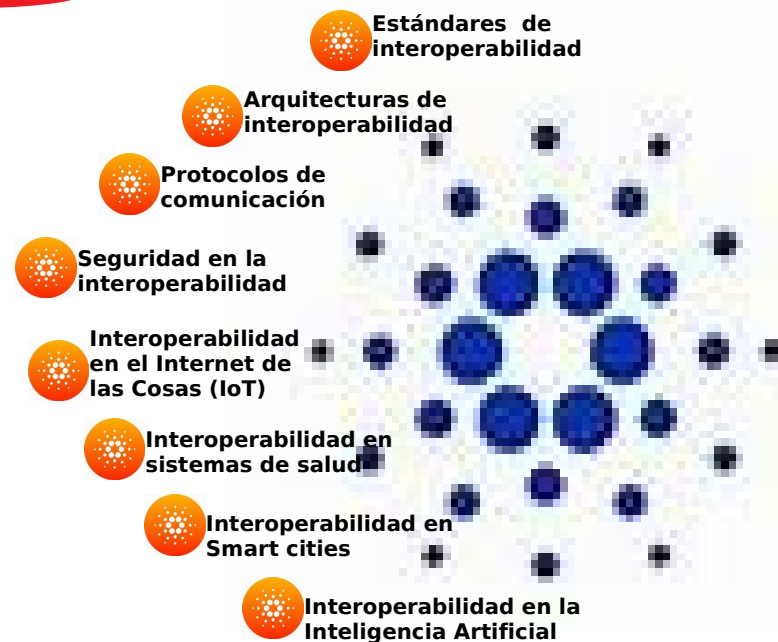 Estándares de
interoperabilidad
Arquitecturas de
interoperabilidad
Protocolos de
comunicación
Seguridad en la
interoperabilidad
Interoperabilidad
en el Internet de
las Cosas (IoT)
Interoperabilidad en
sistemas de salud
Interoperabilidad en
Smart cities
Interoperabilidad en la
Inteligencia Artificial